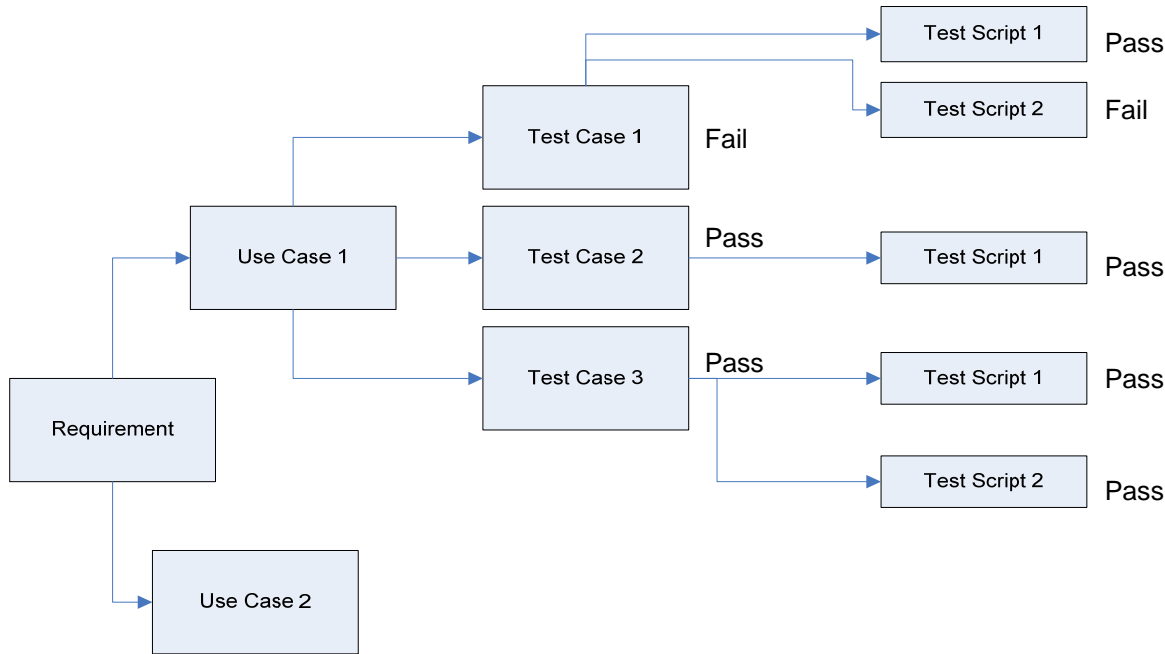 Test Script 1
Pass
Test Script 2
Fail
Test Case 1
Fail
Use Case 1
Test Case 2
Pass
Test Script 1
Pass
Test Case 3
Pass
Test Script 1
Pass
Requirement
Test Script 2
Pass
Use Case 2